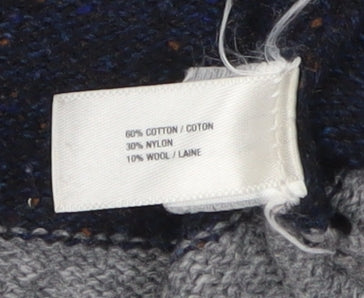 60% COTTON / COTON
30% NYLON
10% WOOL / LAINE